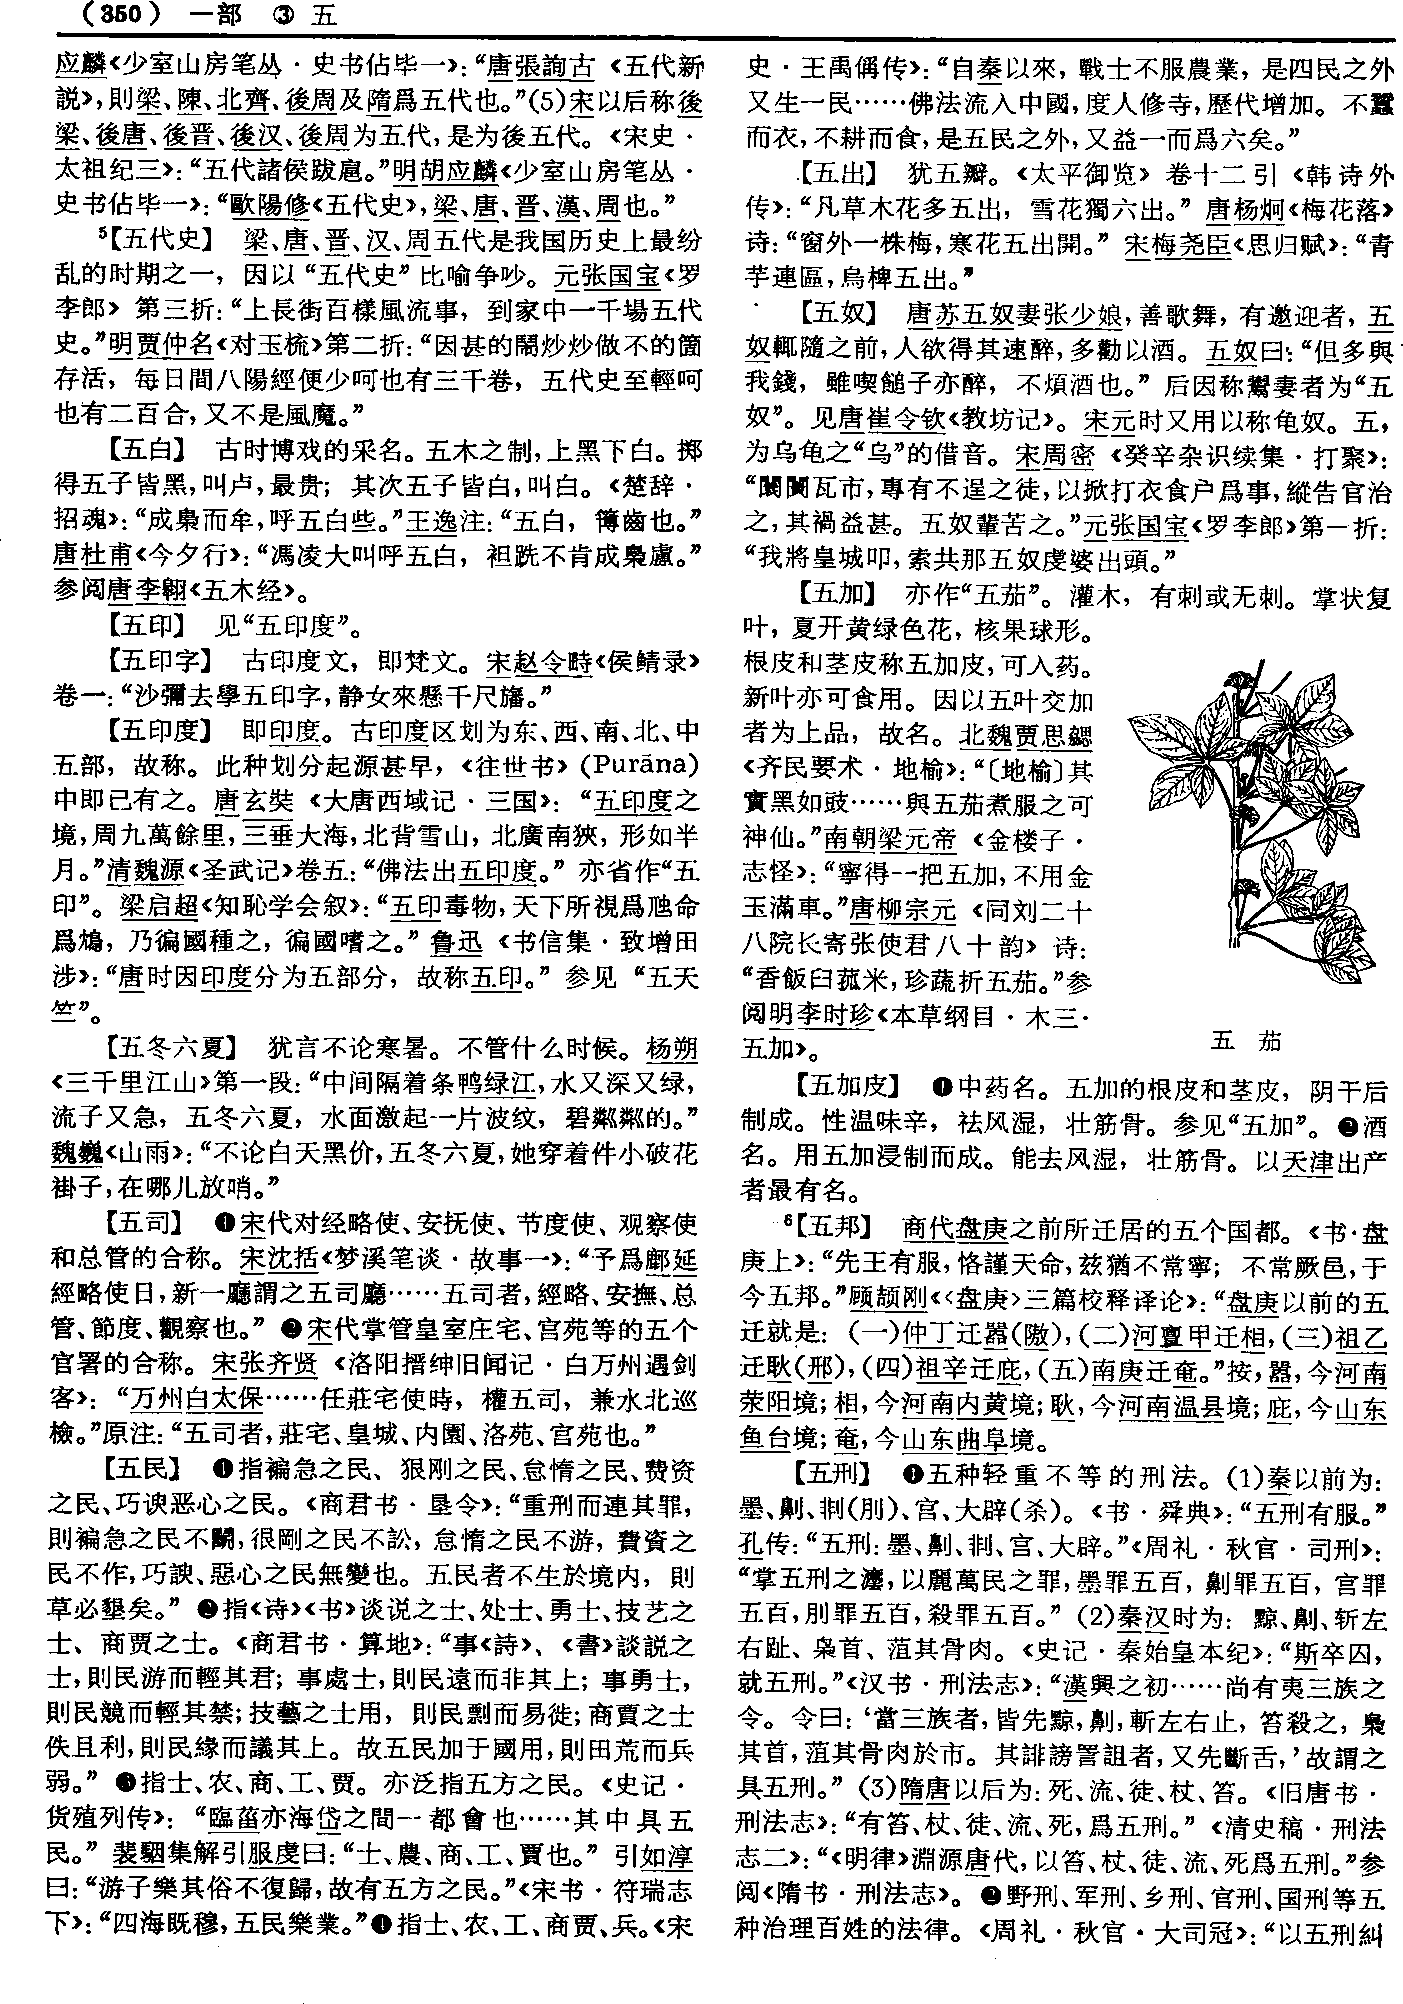 （350） 一部 ③ 五
应麟《少室山房笔丛·史书佔毕一》：“唐張詢古《五代新
説》，則梁、陳、北齊、後周及隋爲五代也。”(5)宋以后称後
梁、後唐、後晋、後汉、後周为五代，是为後五代。《宋史·
太祖纪三》：“五代諸侯跋扈。”明胡应麟《少室山房笔丛·
史书佔毕一》：“歐陽修《五代史》，梁、唐、晋、漢、周也。”
⁵【五代史】 梁、唐、晋、汉、周五代是我国历史上最纷
乱的时期之一，因以“五代史”比喻争吵。元张国宝《罗
李郎》第三折：“上長街百樣風流事，到家中一千場五代
史。”明贾仲名《对玉梳》第二折：“因甚的鬧炒炒做不的箇
存活，每日間八陽經便少呵也有三千卷，五代史至輕呵
也有二百合，又不是風魔。”
【五白】 古时博戏的采名。五木之制，上黑下白。掷
得五子皆黑，叫卢，最贵；其次五子皆白，叫白。《楚辞·
招魂》：“成梟而牟，呼五白些。”王逸注：“五白，簙齒也。”
唐杜甫《今夕行》：“馮凌大叫呼五白，袒跣不肯成梟盧。”
参阅唐李翱《五木经》。
【五印】 见“五印度”。
【五印字】 古印度文，即梵文。宋赵令畤《侯鲭录》
卷一：“沙彌去學五印字，静女來懸千尺旛。”
【五印度】 即印度。古印度区划为东、西、南、北、中
五部，故称。此种划分起源甚早，《往世书》(Purāna)
中即已有之。唐玄奘《大唐西域记·三国》：“五印度之
境，周九萬餘里，三垂大海，北背雪山，北廣南狹，形如半
月。”清魏源《圣武记》卷五：“佛法出五印度。”亦省作“五
印”。梁启超《知恥学会叙》：“五印毒物，天下所視爲虺命
爲鴆，乃徧國種之，徧國嗜之。”鲁迅《书信集·致增田
涉》：“唐时因印度分为五部分，故称五印。”参见“五天
竺”。
【五冬六夏】 犹言不论寒暑。不管什么时候。杨朔
《三千里江山》第一段：“中间隔着条鸭绿江，水又深又绿，
流子又急，五冬六夏，水面激起一片波纹，碧粼粼的。”
魏巍《山雨》：“不论白天黑价，五冬六夏，她穿着件小破花
褂子，在哪儿放哨。”
【五司】 ❶宋代对经略使、安抚使、节度使、观察使
和总管的合称。宋沈括《梦溪笔谈·故事一》：“予爲鄜延
經略使日，新一廳謂之五司廳……五司者，經略、安撫、总
管、節度、觀察也。”❷宋代掌管皇室庄宅、宫苑等的五个
官署的合称。宋张齐贤《洛阳搢绅旧闻记·白万州遇剑
客》：“万州白太保……任莊宅使時，權五司，兼水北巡
檢。”原注：“五司者，莊宅、皇城、内園、洛苑、宫苑也。”
【五民】 ❶指褊急之民、狠刚之民、怠惰之民、费资
之民、巧谀恶心之民。《商君书·垦令》：“重刑而連其罪，
則褊急之民不鬭，很剛之民不訟，怠惰之民不游，費資之
民不作，巧諛、惡心之民無變也。五民者不生於境内，則
草必墾矣。”❷指《诗》《书》谈说之士、处士、勇士、技艺之
士、商贾之士。《商君书·算地》：“事《詩》、《書》談説之
士，則民游而輕其君；事處士，則民遠而非其上；事勇士，
則民競而輕其禁；技藝之士用，則民剽而易徙；商賈之士
佚且利，則民緣而議其上。故五民加于國用，則田荒而兵
弱。”❸指士、农、商、工、贾。亦泛指五方之民。《史记·
货殖列传》：“臨菑亦海岱之間一都會也……其中具五
民。”裴駰集解引服虔曰：“士、農、商、工、賈也。”引如淳
曰：“游子樂其俗不復歸，故有五方之民。”《宋书·符瑞志
下》：“四海既穆，五民樂業。”❹指士、农、工、商贾、兵。《宋
史·王禹偁传》：“自秦以來，戰士不服農業，是四民之外
又生一民……佛法流入中國，度人修寺，歷代增加。不蠶
而衣，不耕而食，是五民之外，又益一而爲六矣。”
【五出】 犹五瓣。《太平御览》卷十二引《韩诗外
传》：“凡草木花多五出，雪花獨六出。”唐杨炯《梅花落》
诗：“窗外一株梅，寒花五出開。”宋梅尧臣《思归赋》：“青
芋連區，烏椑五出。”
【五奴】 唐苏五奴妻张少娘，善歌舞，有邀迎者，五
奴輒隨之前，人欲得其速醉，多勸以酒。五奴曰：“但多與
我錢，雖喫鎚子亦醉，不煩酒也。”后因称鬻妻者为“五
奴”。见唐崔令钦《教坊记》。宋元时又用以称龟奴。五，
为乌龟之“乌”的借音。宋周密《癸辛杂识续集·打聚》：
“闤闠瓦市，專有不逞之徒，以掀打衣食户爲事，縱告官治
之，其禍益甚。五奴輩苦之。”元张国宝《罗李郎》第一折：
“我將皇城叩，索共那五奴虔婆出頭。”
【五加】 亦作“五茄”。灌木，有刺或无刺。掌状复
叶，夏开黄绿色花，核果球形。
根皮和茎皮称五加皮，可入药。
新叶亦可食用。因以五叶交加
者为上品，故名。北魏贾思勰
《齐民要术·地榆》：“〔地榆〕其
實黑如豉……與五茄煮服之可
神仙。”南朝梁元帝《金楼子·
志怪》：“寧得一把五加，不用金
玉滿車。”唐柳宗元《同刘二十
八院长寄张使君八十韵》诗：
“香飯臼菰米，珍蔬折五茄。”参
阅明李时珍《本草纲目·木三·
五加》。
五 茄
【五加皮】 ❶中药名。五加的根皮和茎皮，阴干后
制成。性温味辛，祛风湿，壮筋骨。参见“五加”。❷酒
名。用五加浸制而成。能去风湿，壮筋骨。以天津出产
者最有名。
⁶【五邦】 商代盘庚之前所迁居的五个国都。《书·盘
庚上》：“先王有服，恪謹天命，兹猶不常寧；不常厥邑，于
今五邦。”顾颉刚《〈盘庚〉三篇校释译论》：“盘庚以前的五
迁就是：（一）仲丁迁嚣(隞)，(二)河亶甲迁相，(三)祖乙
迁耿(邢)，(四)祖辛迁庇，(五)南庚迁奄。”按，嚣，今河南
荥阳境；相，今河南内黄境；耿，今河南温县境；庇，今山东
鱼台境；奄，今山东曲阜境。
【五刑】 ❶五种轻重不等的刑法。(1)秦以前为：
墨、劓、剕(刖)、宫、大辟(杀)。《书·舜典》：“五刑有服。”
孔传：“五刑：墨、劓、剕、宫、大辟。”《周礼·秋官·司刑》：
“掌五刑之灋，以麗萬民之罪，墨罪五百，劓罪五百，宫罪
五百，刖罪五百，殺罪五百。”(2)秦汉时为：黥、劓、斩左
右趾、枭首、菹其骨肉。《史记·秦始皇本纪》：“斯卒囚，
就五刑。”《汉书·刑法志》：“漢興之初……尚有夷三族之
令。令曰：‘當三族者，皆先黥，劓，斬左右止，笞殺之，梟
其首，菹其骨肉於市。其誹謗詈詛者，又先斷舌，’故謂之
具五刑。”(3)隋唐以后为：死、流、徒、杖、笞。《旧唐书·
刑法志》：“有笞、杖、徒、流、死，爲五刑。”《清史稿·刑法
志二》：“《明律》淵源唐代，以笞、杖、徒、流、死爲五刑。”参
阅《隋书·刑法志》。❷野刑、军刑、乡刑、官刑、国刑等五
种治理百姓的法律。《周礼·秋官·大司冠》：“以五刑糾